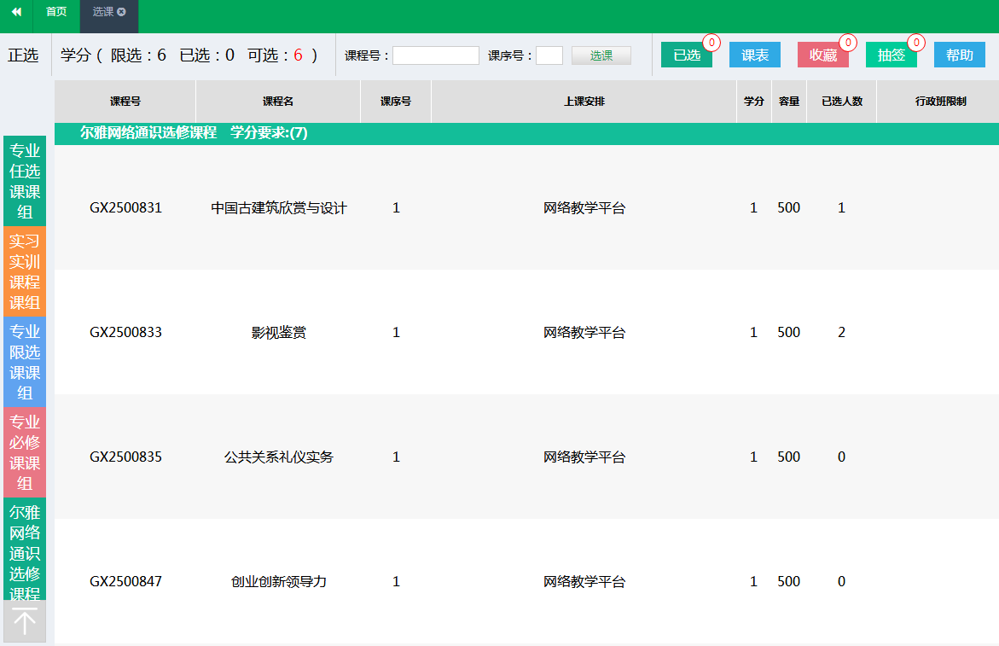 首页 选课
正选 学分 ( 限选：6 已选：0 可选：6 ) 课程号： 课序号： 选课 已选 0 课表 收藏 0 抽签 0 帮助
课程号 课程名 课序号 上课安排 学分 容量 已选人数 行政班限制
尔雅网络通识选修课程 学分要求:(7)
GX2500831 中国古建筑欣赏与设计 1 网络教学平台 1 500 1
GX2500833 影视鉴赏 1 网络教学平台 1 500 2
GX2500835 公共关系礼仪实务 1 网络教学平台 1 500 0
GX2500847 创业创新领导力 1 网络教学平台 1 500 0
专业
任选
课课
组
实习
实训
课程
课组
专业
限选
课课
组
专业
必修
课课
组
尔雅
网络
通识
选修
课程